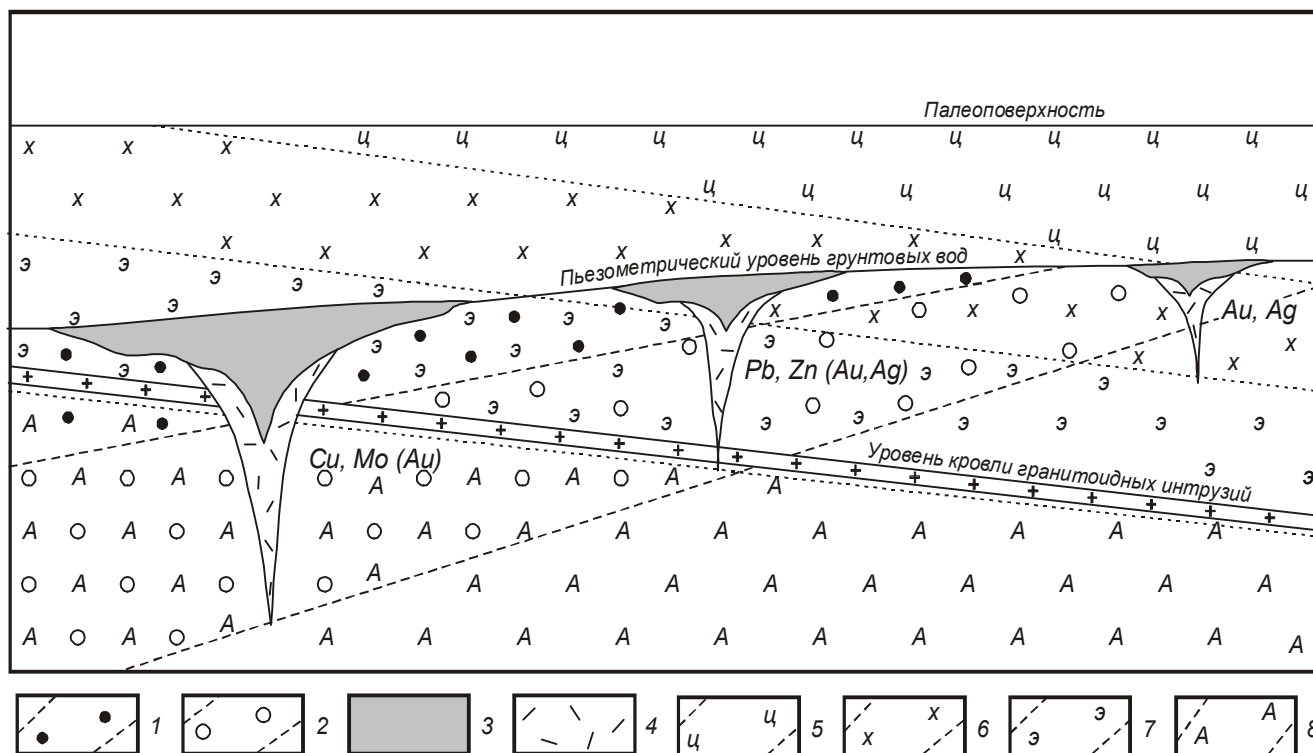 Палеоповерхность
Пьезометрический уровень грунтовых вод
Au, Ag
Pb, Zn (Au,Ag)
Cu, Mo (Au)
Уровень кровли гранитоидных интрузий
1
2
3
4
ц ц 5
х х 6
э э 7
А А 8